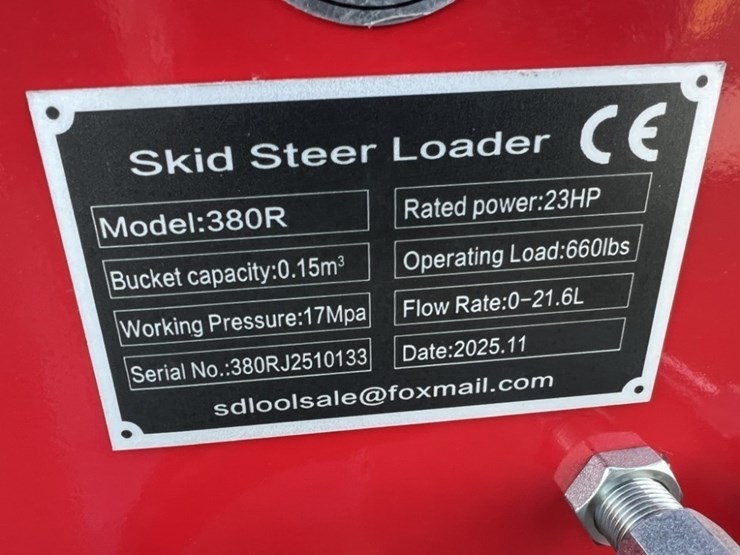 Skid Steer Loader CE
Model:380R
Rated power:23HP
Bucket capacity:0.15m³
Operating Load:660lbs
Working Pressure:17Mpa
Flow Rate:0-21.6L
Serial No.:380RJ2510133
Date:2025.11
sdloolsale@foxmail.com